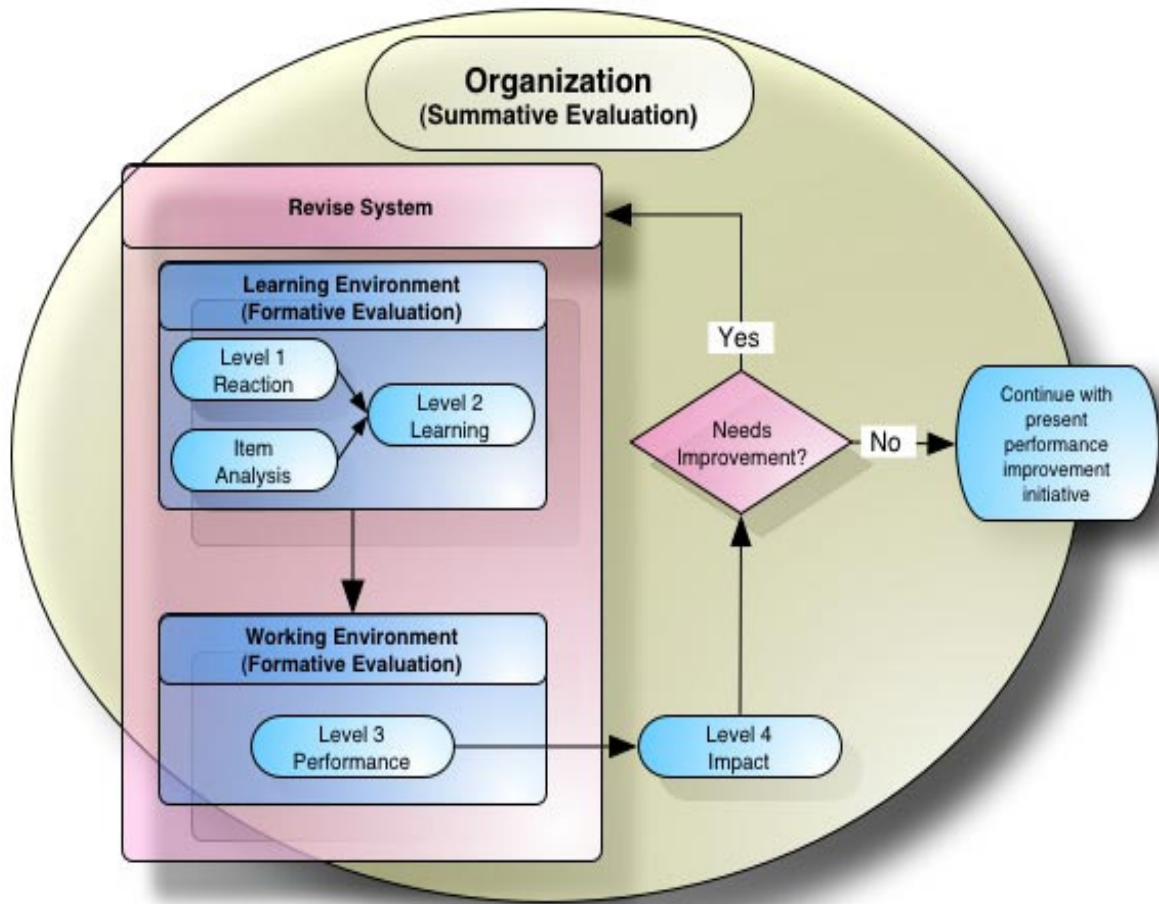 Organization
(Summative Evaluation)
Revise System
Learning Environment
(Formative Evaluation)
Level 1
Reaction
Level 2
Learning
Item
Analysis
Working Environment
(Formative Evaluation)
Level 3
Performance
Level 4
Impact
Needs
Improvement?
Yes
No
Continue with
present
performance
improvement
initiative